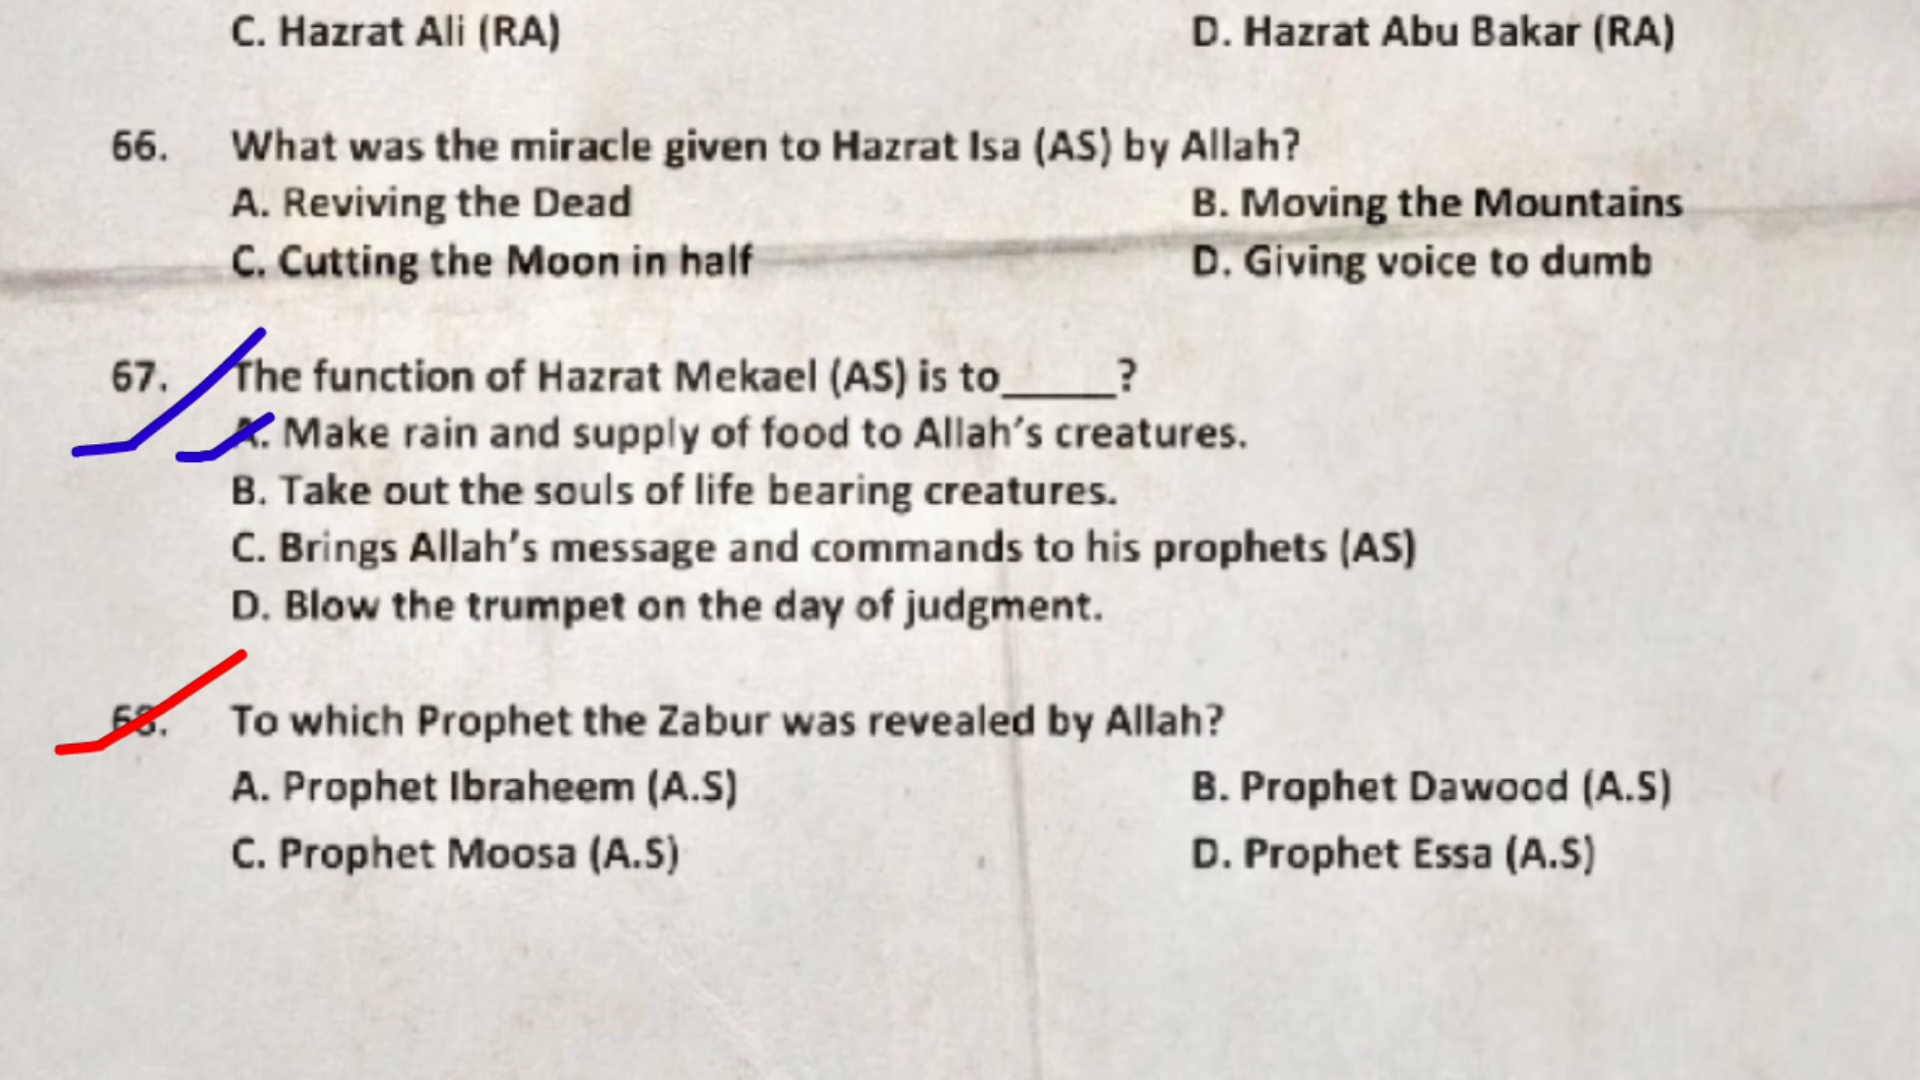 C. Hazrat Ali (RA) D. Hazrat Abu Bakar (RA)
66. What was the miracle given to Hazrat Isa (AS) by Allah?
A. Reviving the Dead B. Moving the Mountains
C. Cutting the Moon in half D. Giving voice to dumb
67. The function of Hazrat Mekael (AS) is to_____?
A. Make rain and supply of food to Allah's creatures.
B. Take out the souls of life bearing creatures.
C. Brings Allah's message and commands to his prophets (AS)
D. Blow the trumpet on the day of judgment.
68. To which Prophet the Zabur was revealed by Allah?
A. Prophet Ibraheem (A.S) B. Prophet Dawood (A.S)
C. Prophet Moosa (A.S) D. Prophet Essa (A.S)